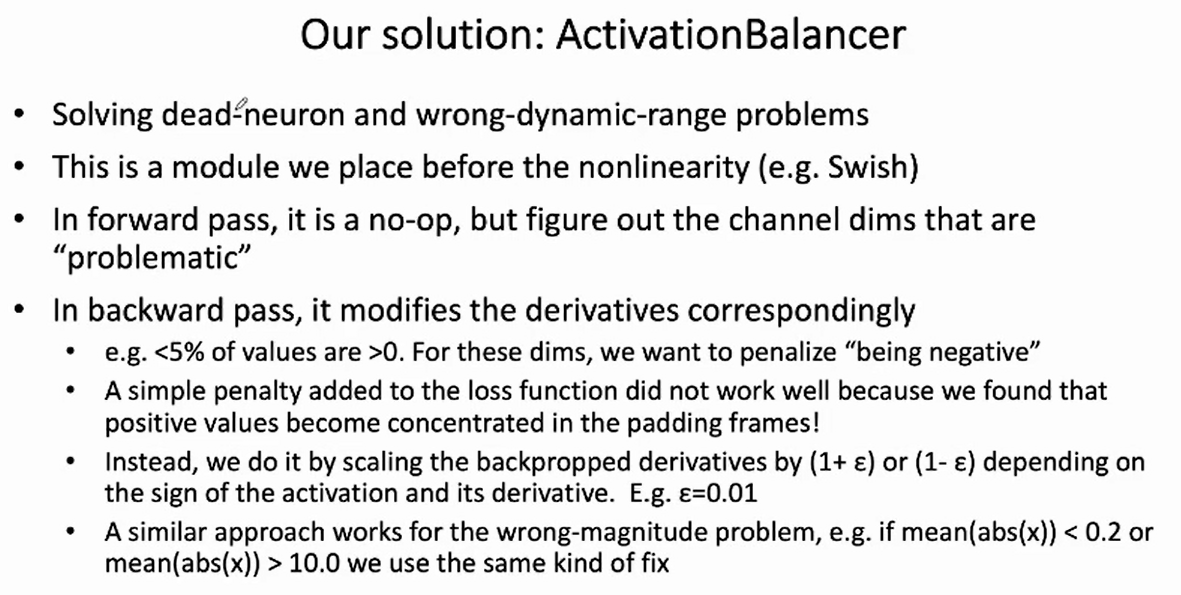 Our solution: ActivationBalancer
• Solving dead-neuron and wrong-dynamic-range problems
• This is a module we place before the nonlinearity (e.g. Swish)
• In forward pass, it is a no-op, but figure out the channel dims that are
“problematic”
• In backward pass, it modifies the derivatives correspondingly
• e.g. <5% of values are >0. For these dims, we want to penalize “being negative”
• A simple penalty added to the loss function did not work well because we found that
positive values become concentrated in the padding frames!
• Instead, we do it by scaling the backpropped derivatives by (1+ ε) or (1- ε) depending on
the sign of the activation and its derivative.  E.g. ε=0.01
• A similar approach works for the wrong-magnitude problem, e.g. if mean(abs(x)) < 0.2 or
mean(abs(x)) > 10.0 we use the same kind of fix